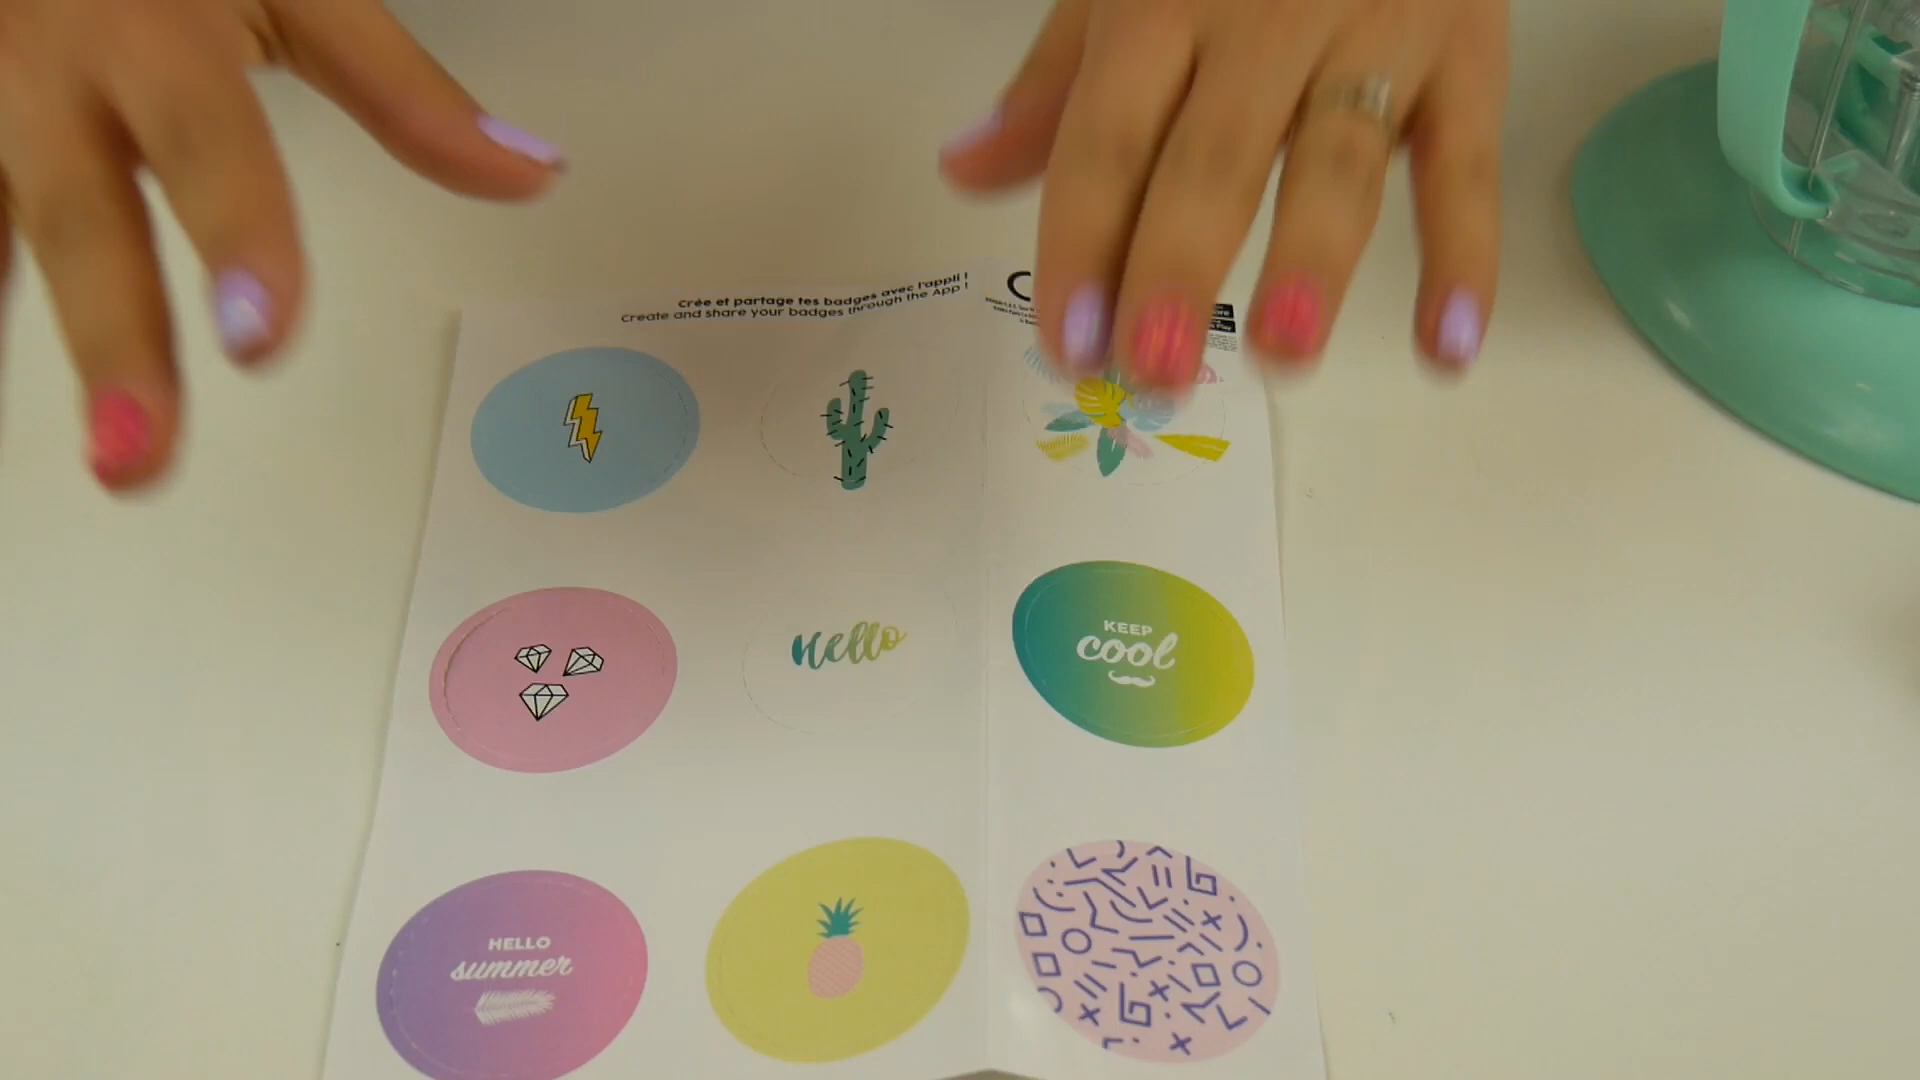 Crée et partage tes badges avec l'appli !
Create and share your badges through the App !
Hello
KEEP
cool
HELLO
summer